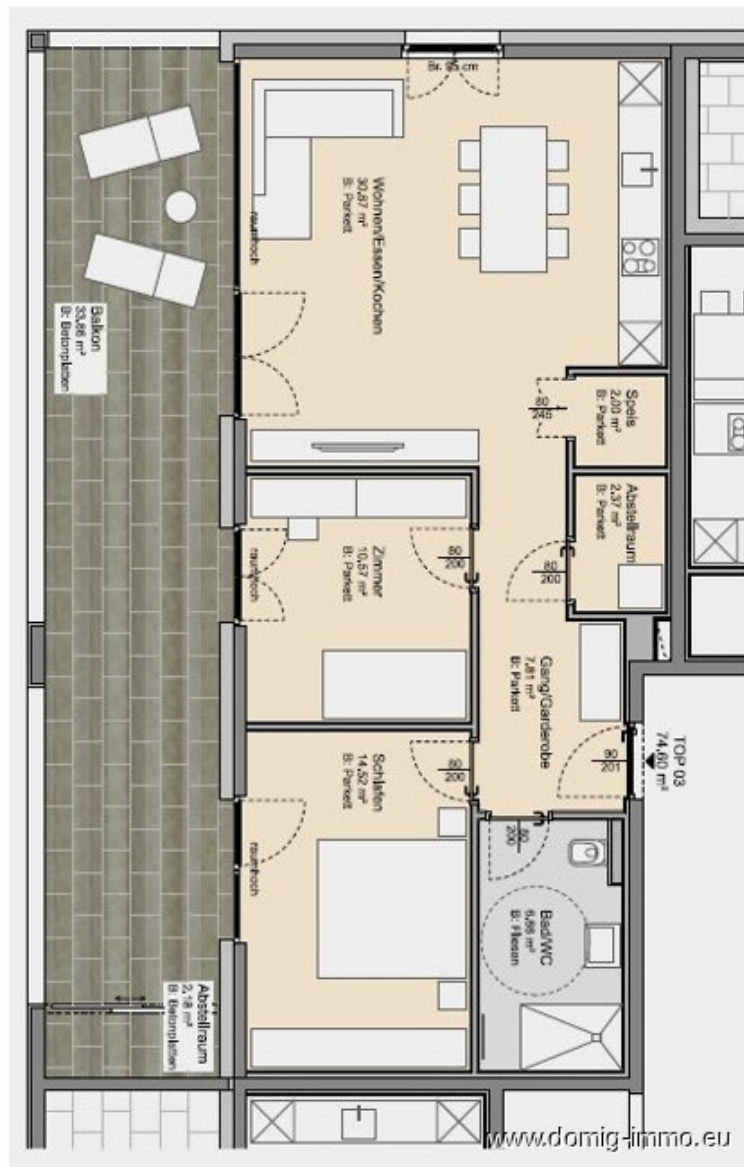 Br. 95 cm
Wohnen/Essen/Kochen
30,87 m²
B: Parkett
raumhoch
Balkon
33,86 m²
B: Betonplatten
Speis
2,00 m²
B: Parkett
80
245
Abstellraum
2,37 m²
B: Parkett
80
200
Zimmer
10,57 m²
B: Parkett
80
200
raumhoch
Gang/Garderobe
7,81 m²
B: Parkett
TOP 03
74,60 m²
80
201
Schlafen
14,52 m²
B: Parkett
80
200
raumhoch
80
200
Bad/WC
6,66 m²
B: Fliesen
Abstellraum
2,18 m²
B: Betonplatten
www.domig-immo.eu